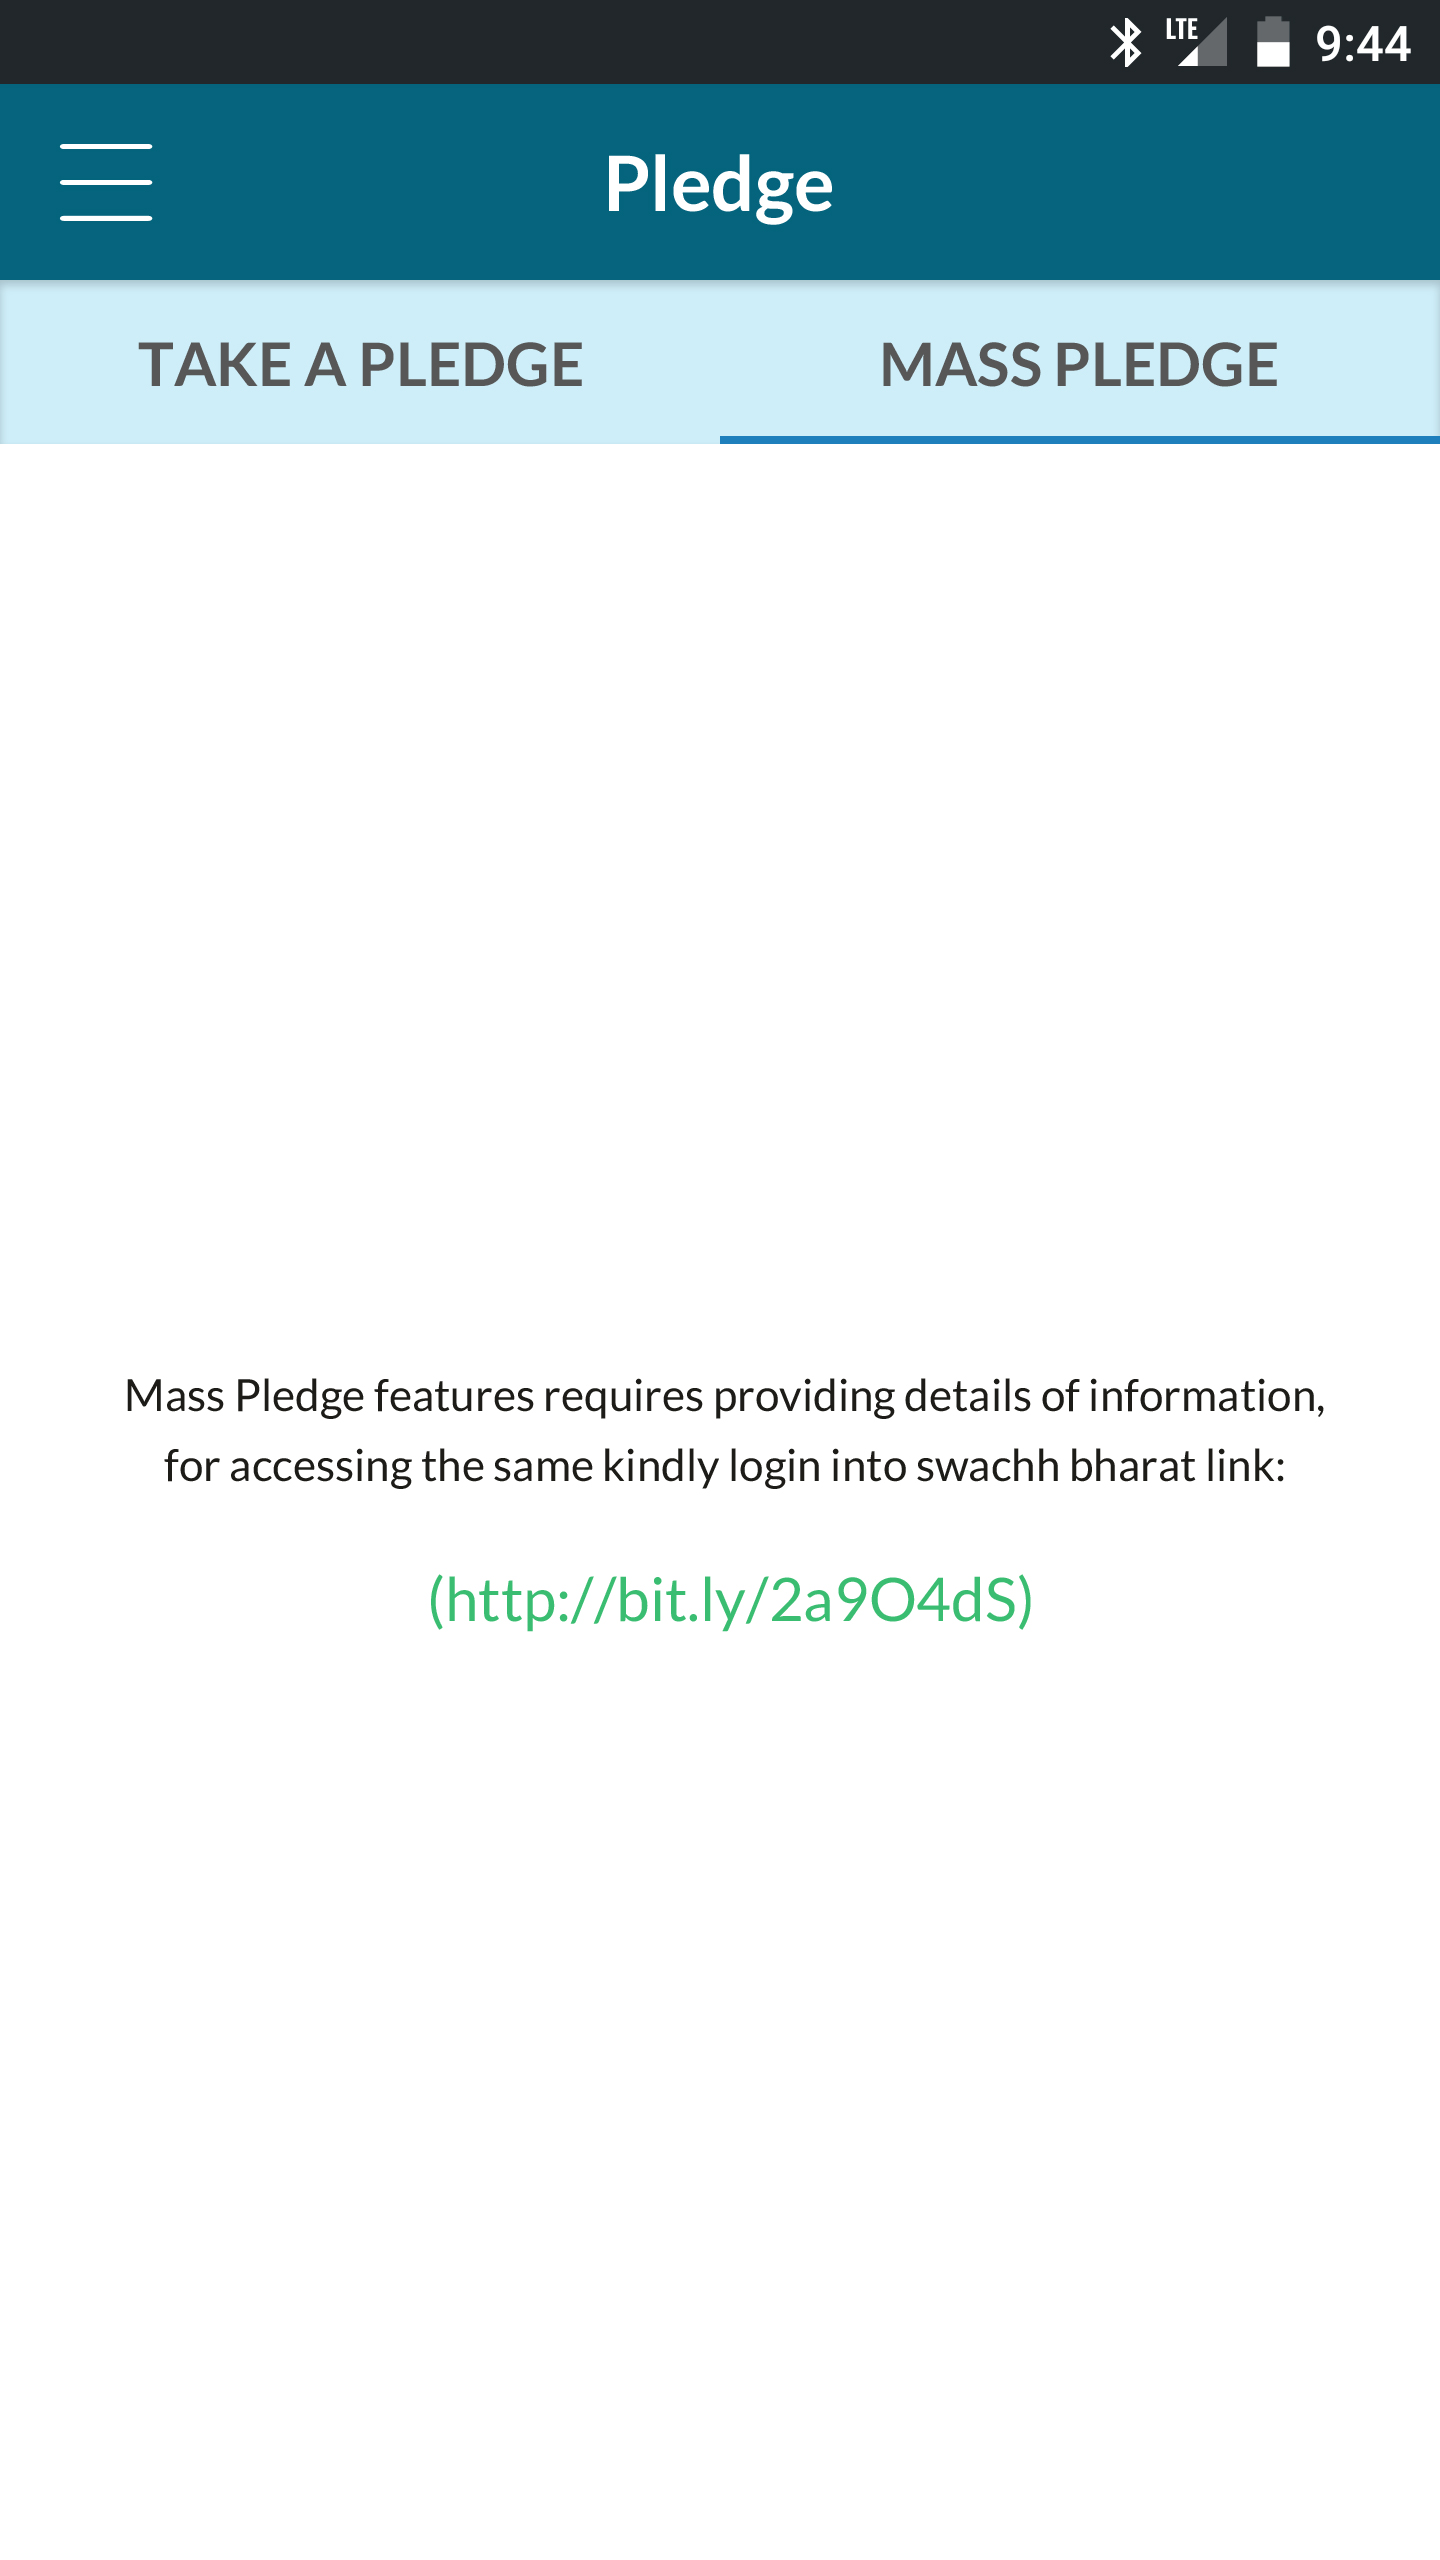 LTE 9:44
Pledge
TAKE A PLEDGE MASS PLEDGE
Mass Pledge features requires providing details of information,
for accessing the same kindly login into swachh bharat link:
(http://bit.ly/2a9O4dS)